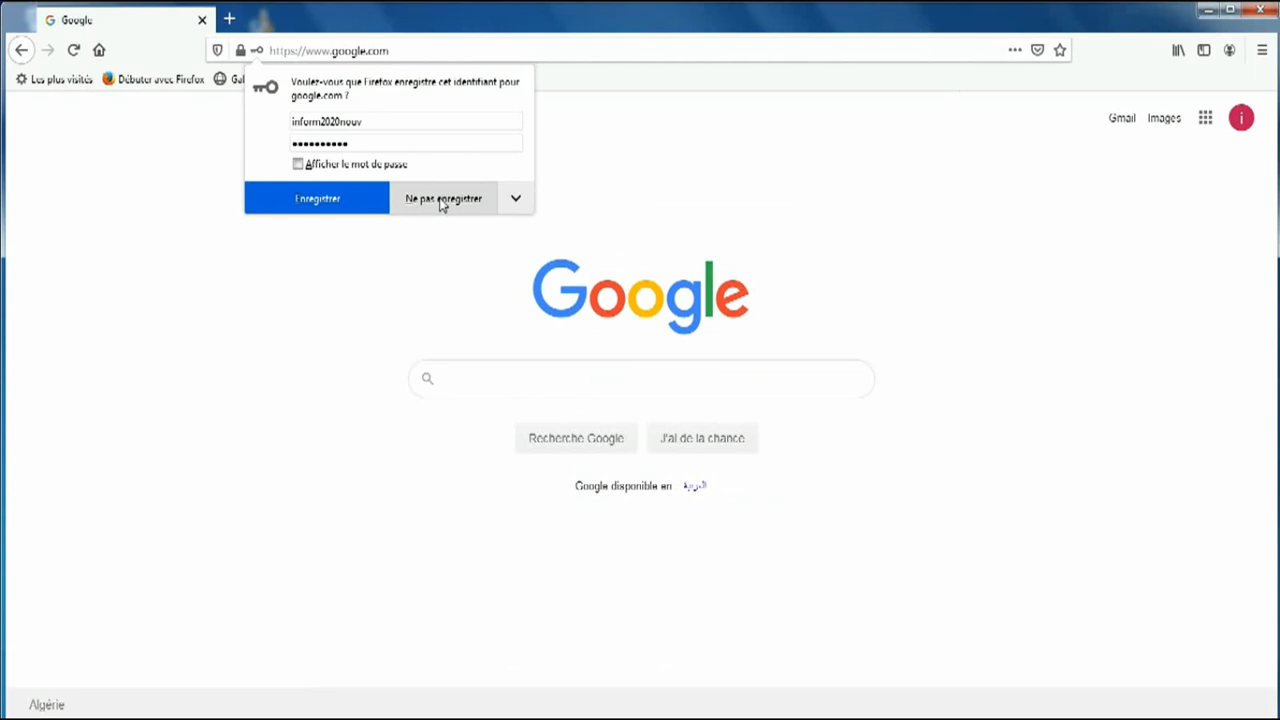 Google
https://www.google.com
Les plus visités
Débuter avec Firefox
Voulez-vous que Firefox enregistre cet identifiant pour
google.com ?
inform2020nouv
Afficher le mot de passe
Enregistrer
Ne pas enregistrer
Gmail
Images
i
Google
Recherche Google
J'ai de la chance
Google disponible en العربية
Algérie